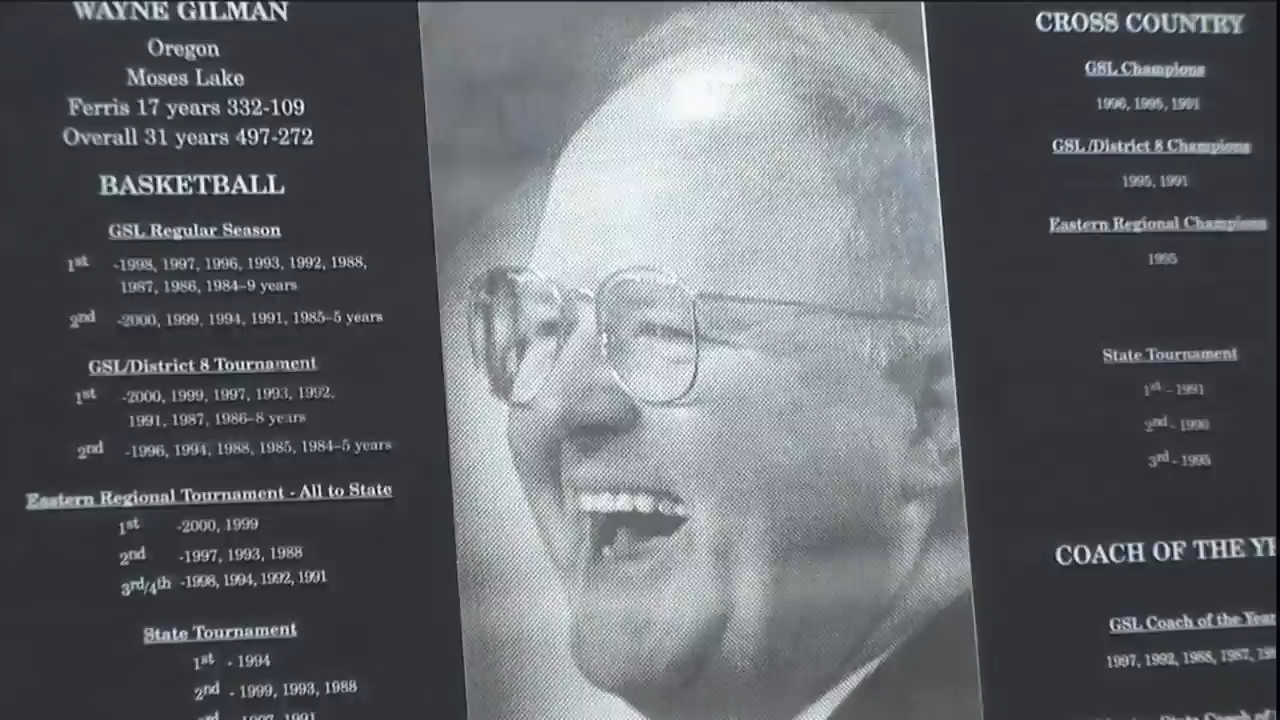 WAYNE GILMAN
Oregon
Moses Lake
Ferris 17 years 332-109
Overall 31 years 497-272
BASKETBALL
GSL Regular Season
1st -1998, 1997, 1996, 1993, 1992, 1988,
1987, 1986, 1984–9 years
2nd -2000, 1999, 1994, 1991, 1985–5 years
GSL/District 8 Tournament
1st -2000, 1999, 1997, 1993, 1992,
1991, 1987, 1986–8 years
2nd -1996, 1994, 1988, 1985, 1984–5 years
Eastern Regional Tournament - All to State
1st -2000, 1999
2nd -1997, 1993, 1988
3rd/4th -1998, 1994, 1992, 1991
State Tournament
1st - 1994
2nd - 1999, 1993, 1988
1997, 1991
CROSS COUNTRY
GSL Champions
1996, 1995, 1991
GSL/District 8 Champions
1995, 1991
Eastern Regional Champions
1995
State Tournament
1st - 1991
2nd - 1990
3rd - 1995
COACH OF THE
GSL Coach of the Year
1997, 1992, 1988, 1987,